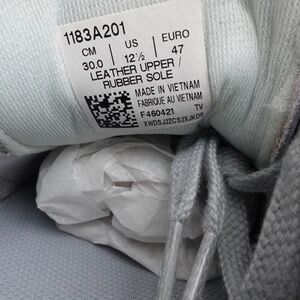 1183A201
CM | US | EURO
30.0 | 12½ | 47
LEATHER UPPER /
RUBBER SOLE
MADE IN VIETNAM
FABRIQUE AU VIETNAM
F460421 TV